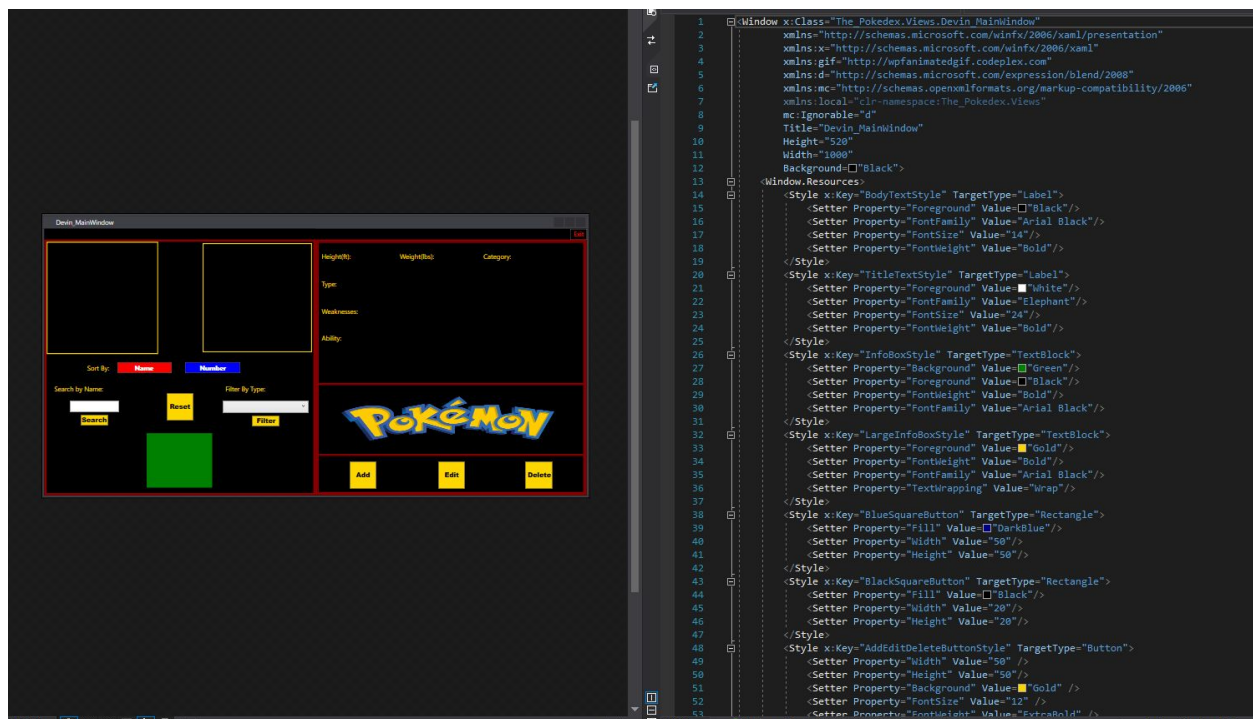 Devin_MainWindow
Exit
Height(ft): Weight(lbs): Category:
Type:
Weaknesses:
Ability:
Sort By: Name Number
Search by Name: Filter By Type:
Reset
Search Filter
POKéMON
Add Edit Delete
1 <Window x:Class="The_Pokedex.Views.Devin_MainWindow"
2 xmlns="http://schemas.microsoft.com/winfx/2006/xaml/presentation"
3 xmlns:x="http://schemas.microsoft.com/winfx/2006/xaml"
4 xmlns:gif="http://wpfanimatedgif.codeplex.com"
5 xmlns:d="http://schemas.microsoft.com/expression/blend/2008"
6 xmlns:mc="http://schemas.openxmlformats.org/markup-compatibility/2006"
7 xmlns:local="clr-namespace:The_Pokedex.Views"
8 mc:Ignorable="d"
9 Title="Devin_MainWindow"
10 Height="520"
11 Width="1000"
12 Background="Black">
13 <Window.Resources>
14 <Style x:Key="BodyTextStyle" TargetType="Label">
15 <Setter Property="Foreground" Value="Black"/>
16 <Setter Property="FontFamily" Value="Arial Black"/>
17 <Setter Property="FontSize" Value="14"/>
18 <Setter Property="FontWeight" Value="Bold"/>
19 </Style>
20 <Style x:Key="TitleTextStyle" TargetType="Label">
21 <Setter Property="Foreground" Value="White"/>
22 <Setter Property="FontFamily" Value="Elephant"/>
23 <Setter Property="FontSize" Value="24"/>
24 <Setter Property="FontWeight" Value="Bold"/>
25 </Style>
26 <Style x:Key="InfoBoxStyle" TargetType="TextBlock">
27 <Setter Property="Background" Value="Green"/>
28 <Setter Property="Foreground" Value="Black"/>
29 <Setter Property="FontWeight" Value="Bold"/>
30 <Setter Property="FontFamily" Value="Arial Black"/>
31 </Style>
32 <Style x:Key="LargeInfoBoxStyle" TargetType="TextBlock">
33 <Setter Property="Foreground" Value="Gold"/>
34 <Setter Property="FontWeight" Value="Bold"/>
35 <Setter Property="FontFamily" Value="Arial Black"/>
36 <Setter Property="TextWrapping" Value="Wrap"/>
37 </Style>
38 <Style x:Key="BlueSquareButton" TargetType="Rectangle">
39 <Setter Property="Fill" Value="DarkBlue"/>
40 <Setter Property="Width" Value="50"/>
41 <Setter Property="Height" Value="50"/>
42 </Style>
43 <Style x:Key="BlackSquareButton" TargetType="Rectangle">
44 <Setter Property="Fill" Value="Black"/>
45 <Setter Property="Width" Value="20"/>
46 <Setter Property="Height" Value="20"/>
47 </Style>
48 <Style x:Key="AddEditDeleteButtonStyle" TargetType="Button">
49 <Setter Property="Width" Value="50" />
50 <Setter Property="Height" Value="50"/>
51 <Setter Property="Background" Value="Gold" />
52 <Setter Property="FontSize" Value="12" />
53 <Setter Property="FontWeight" Value="ExtraBold" />